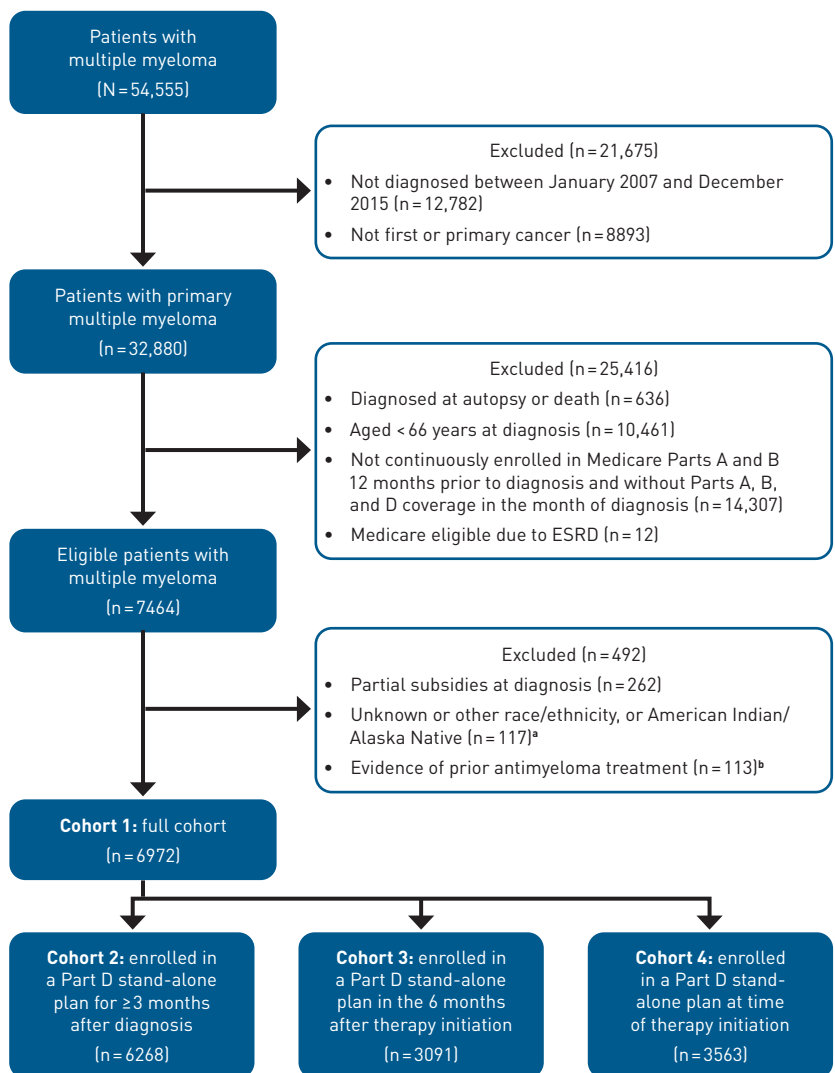 Patients with
multiple myeloma
(N = 54,555)
Excluded (n = 21,675)
• Not diagnosed between January 2007 and December
2015 (n = 12,782)
• Not first or primary cancer (n = 8893)
Patients with primary
multiple myeloma
(n = 32,880)
Excluded (n = 25,416)
• Diagnosed at autopsy or death (n = 636)
• Aged < 66 years at diagnosis (n = 10,461)
• Not continuously enrolled in Medicare Parts A and B
12 months prior to diagnosis and without Parts A, B,
and D coverage in the month of diagnosis (n = 14,307)
• Medicare eligible due to ESRD (n = 12)
Eligible patients with
multiple myeloma
(n = 7464)
Excluded (n = 492)
• Partial subsidies at diagnosis (n = 262)
• Unknown or other race/ethnicity, or American Indian/
Alaska Native (n = 117)a
• Evidence of prior antimyeloma treatment (n = 113)b
Cohort 1: full cohort
(n = 6972)
Cohort 2: enrolled in
a Part D stand-alone
plan for ≥3 months
after diagnosis
(n = 6268)
Cohort 3: enrolled in
a Part D stand-alone
plan in the 6 months
after therapy initiation
(n = 3091)
Cohort 4: enrolled
in a Part D stand-
alone plan at time
of therapy initiation
(n = 3563)